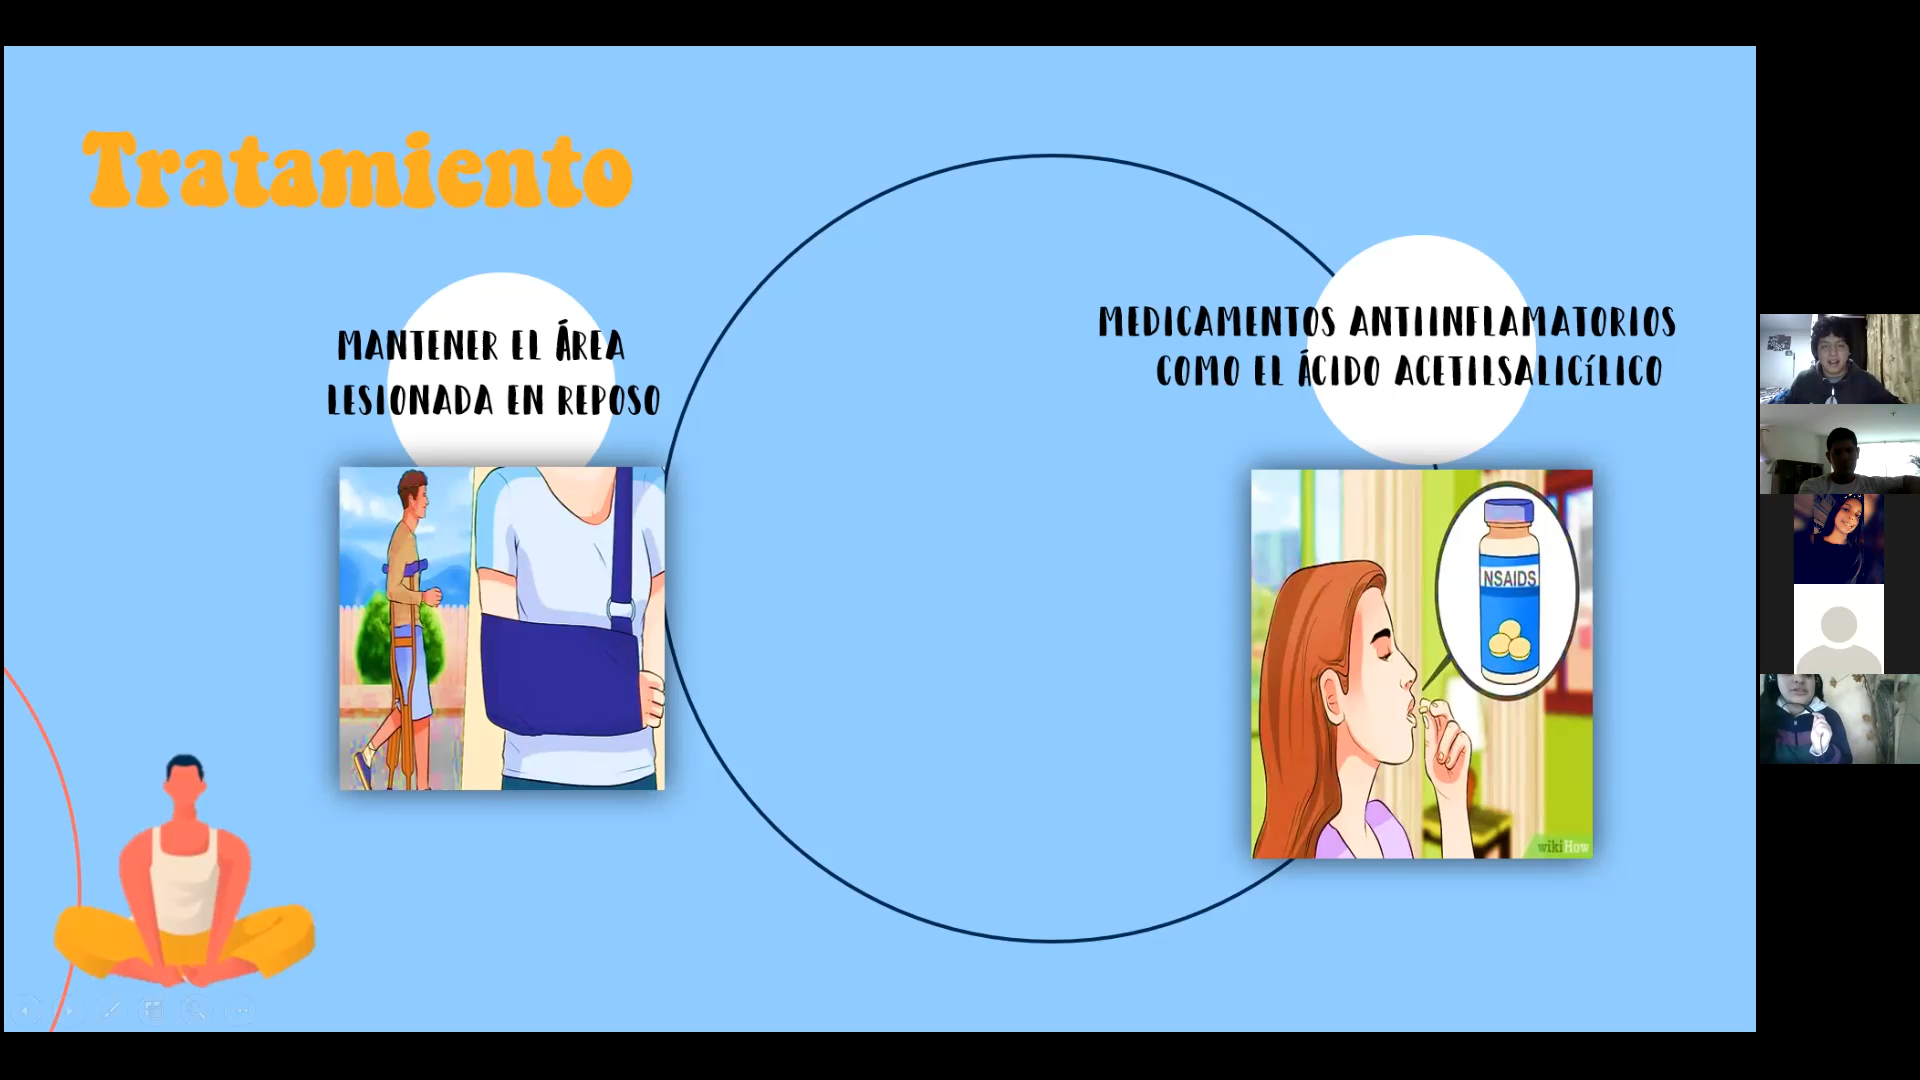 Tratamiento
MANTENER EL ÁREA
LESIONADA EN REPOSO
MEDICAMENTOS ANTIINFLAMATORIOS
COMO EL ÁCIDO ACETILSALICÍLICO
NSAIDS
wikiHow